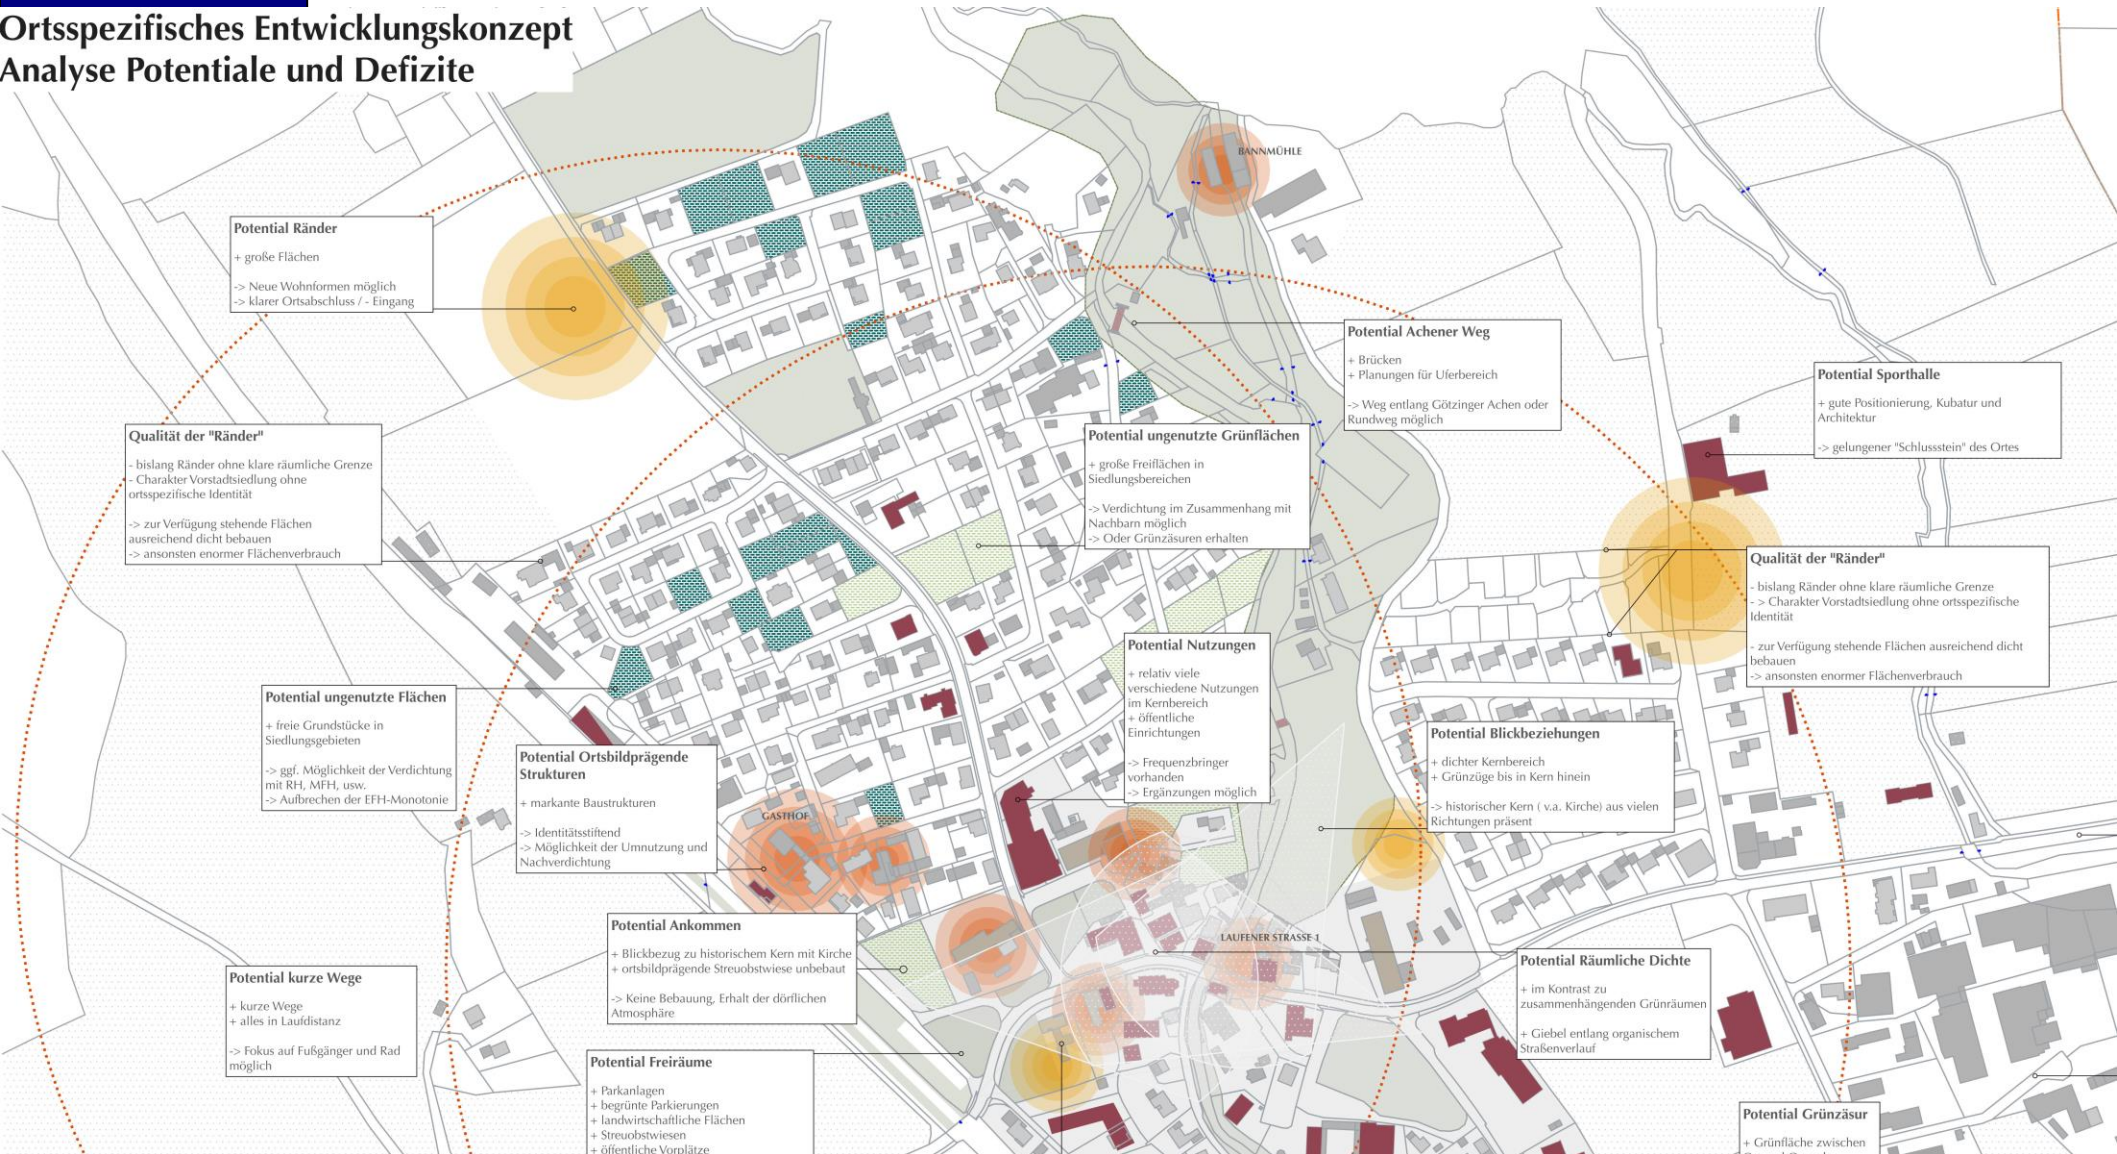 Ortsspezifisches Entwicklungskonzept
Analyse Potentiale und Defizite
BANNMÜHLE
Potential Ränder
+ große Flächen
-> Neue Wohnformen möglich
-> klarer Ortsabschluss / - Eingang
Potential Achener Weg
+ Brücken
+ Planungen für Uferbereich
-> Weg entlang Götzinger Achen oder
Rundweg möglich
Potential Sporthalle
+ gute Positionierung, Kubatur und
Architektur
-> gelungener "Schlussstein" des Ortes
Qualität der "Ränder"
- bislang Ränder ohne klare räumliche Grenze
- Charakter Vorstadtsiedlung ohne
ortsspezifische Identität
-> zur Verfügung stehende Flächen
ausreichend dicht bebauen
-> ansonsten enormer Flächenverbrauch
Potential ungenutzte Grünflächen
+ große Freiflächen in
Siedlungsbereichen
-> Verdichtung im Zusammenhang mit
Nachbarn möglich
-> Oder Grünzäsuren erhalten
Qualität der "Ränder"
- bislang Ränder ohne klare räumliche Grenze
- > Charakter Vorstadtsiedlung ohne ortsspezifische
Identität
- zur Verfügung stehende Flächen ausreichend dicht
bebauen
-> ansonsten enormer Flächenverbrauch
Potential Nutzungen
+ relativ viele
verschiedene Nutzungen
im Kernbereich
+ öffentliche
Einrichtungen
-> Frequenzbringer
vorhanden
-> Ergänzungen möglich
Potential ungenutzte Flächen
+ freie Grundstücke in
Siedlungsgebieten
-> ggf. Möglichkeit der Verdichtung
mit RH, MFH, usw.
-> Aufbrechen der EFH-Monotonie
Potential Ortsbildprägende
Strukturen
+ markante Baustrukturen
-> Identitätsstiftend
-> Möglichkeit der Umnutzung und
Nachverdichtung
GASTHOF
Potential Blickbeziehungen
+ dichter Kernbereich
+ Grünzüge bis in Kern hinein
-> historischer Kern ( v.a. Kirche) aus vielen
Richtungen präsent
Potential Ankommen
+ Blickbezug zu historischem Kern mit Kirche
+ ortsbildprägende Streuobstwiese unbebaut
-> Keine Bebauung, Erhalt der dörflichen
Atmosphäre
LAUFENER STRASSE 1
Potential Räumliche Dichte
+ im Kontrast zu
zusammenhängenden Grünräumen
+ Giebel entlang organischem
Straßenverlauf
Potential kurze Wege
+ kurze Wege
+ alles in Laufdistanz
-> Fokus auf Fußgänger und Rad
möglich
Potential Freiräume
+ Parkanlagen
+ begrünte Parkierungen
+ landwirtschaftliche Flächen
+ Streuobstwiesen
+ öffentliche Vorplätze
Potential Grünzäsur
+ Grünfläche zwischen